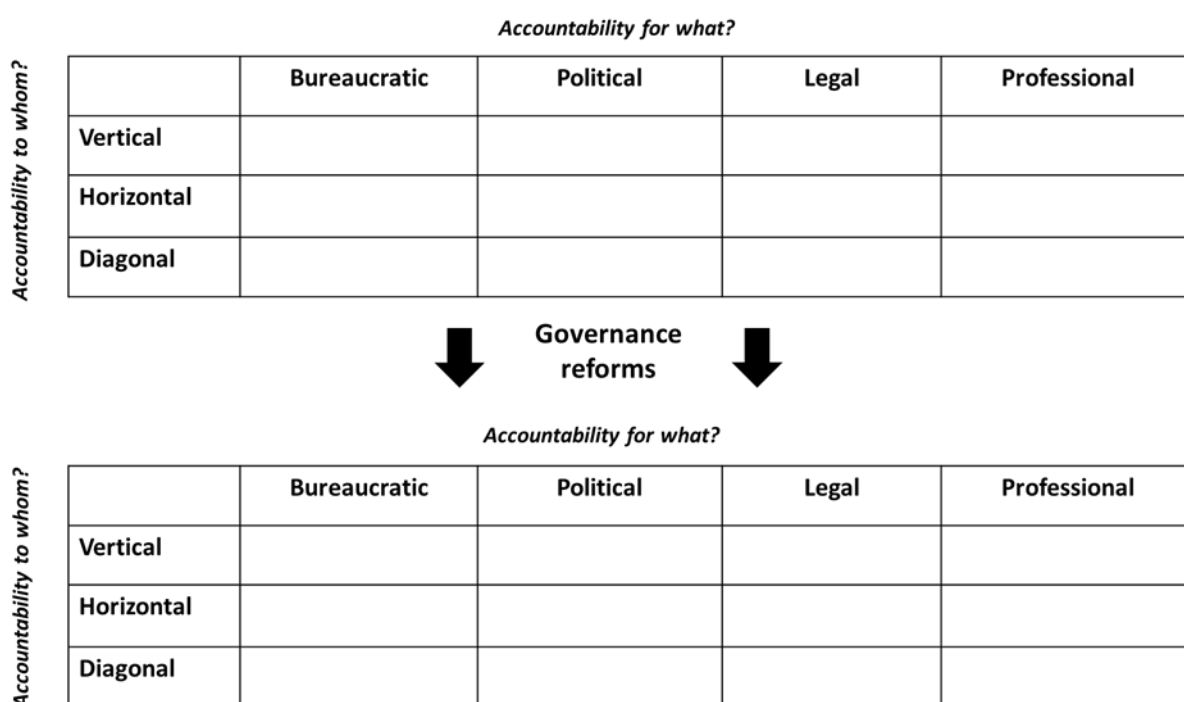 Accountability for what?
Accountability to whom?
Bureaucratic Political Legal Professional
Vertical
Horizontal
Diagonal
Governance
reforms
Accountability for what?
Accountability to whom?
Bureaucratic Political Legal Professional
Vertical
Horizontal
Diagonal